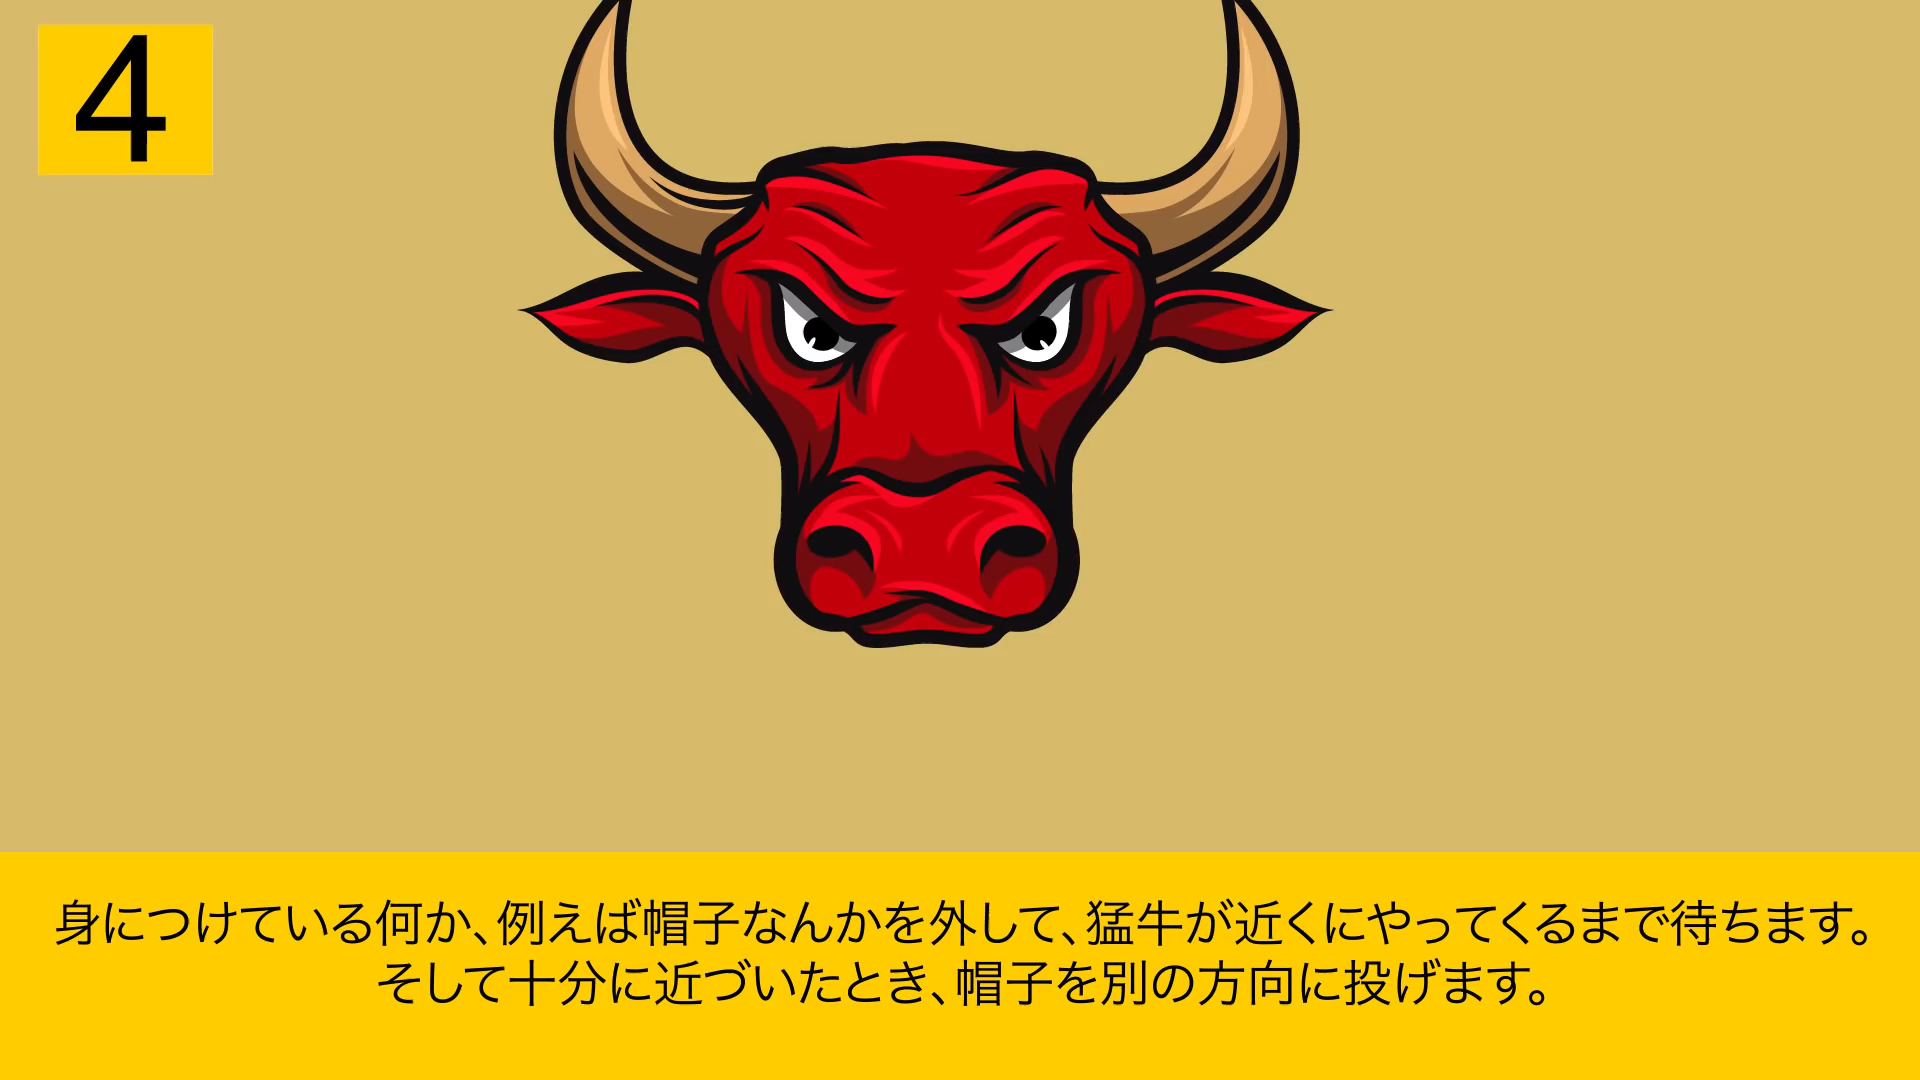 4
身につけている何か、例えば帽子なんかを外して、猛牛が近くにやってくるまで待ちます。
そして十分に近づいたとき、帽子を別の方向に投げます。